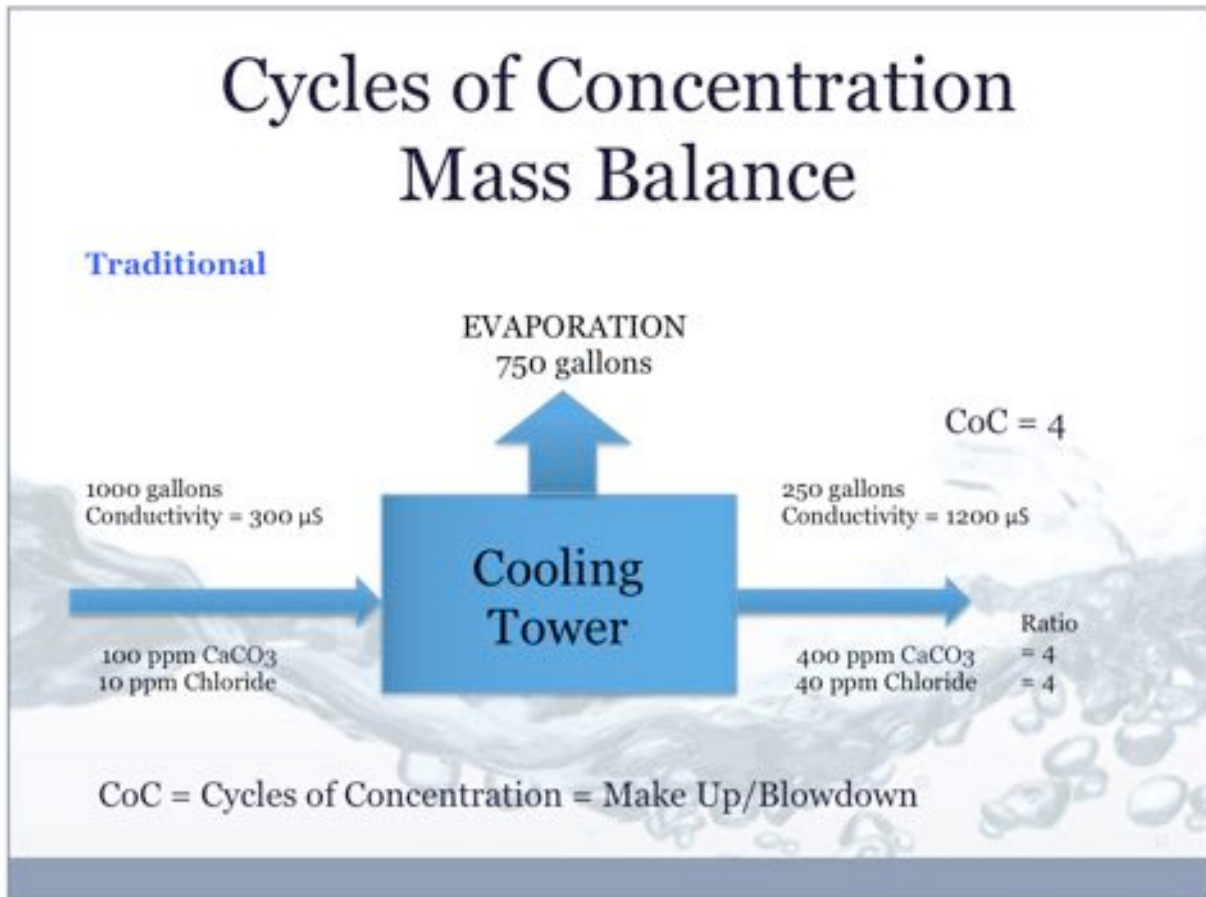 Cycles of Concentration
Mass Balance
Traditional
EVAPORATION
750 gallons
CoC = 4
1000 gallons
Conductivity = 300 µS
250 gallons
Conductivity = 1200 µS
Cooling
Tower
100 ppm CaCO3
10 ppm Chloride
Ratio
400 ppm CaCO3 = 4
40 ppm Chloride = 4
CoC = Cycles of Concentration = Make Up/Blowdown